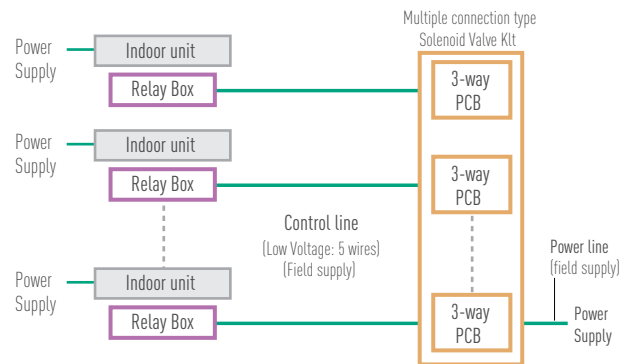 Multiple connection type
Solenoid Valve KIt
Power
Supply
Indoor unit
Relay Box
3-way
PCB
Power
Supply
Indoor unit
Relay Box
3-way
PCB
Control line
(Low Voltage: 5 wires)
(Field supply)
Power line
(field supply)
Power
Supply
Indoor unit
Relay Box
3-way
PCB
Power
Supply